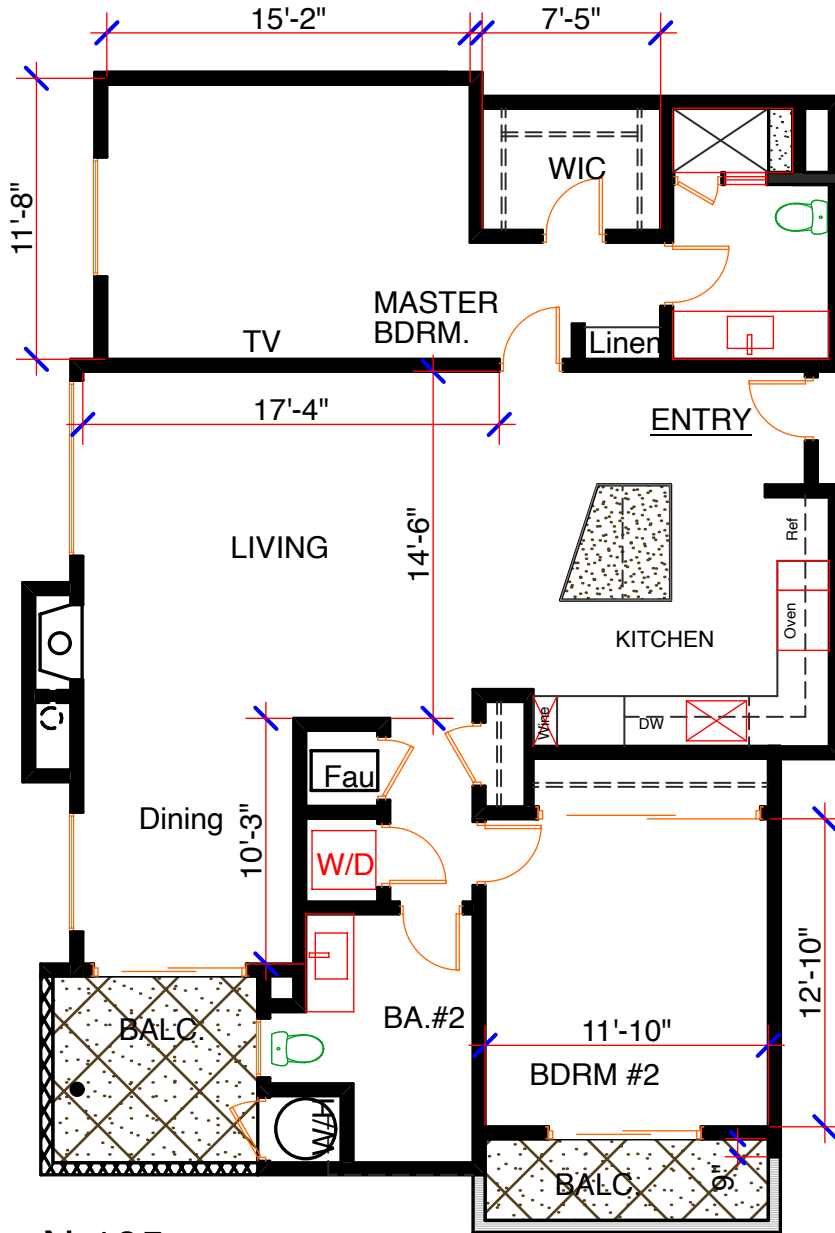 15'-2" 7'-5"
WIC
11'-8"
MASTER
BDRM.
TV
Linen
17'-4"
ENTRY
14'-6"
LIVING
Ref
Oven
KITCHEN
Wine
DW
Fau
Dining
10'-3"
W/D
12'-10"
BALC.
BA.#2
11'-10"
BDRM #2
H/W
BALC.
9"